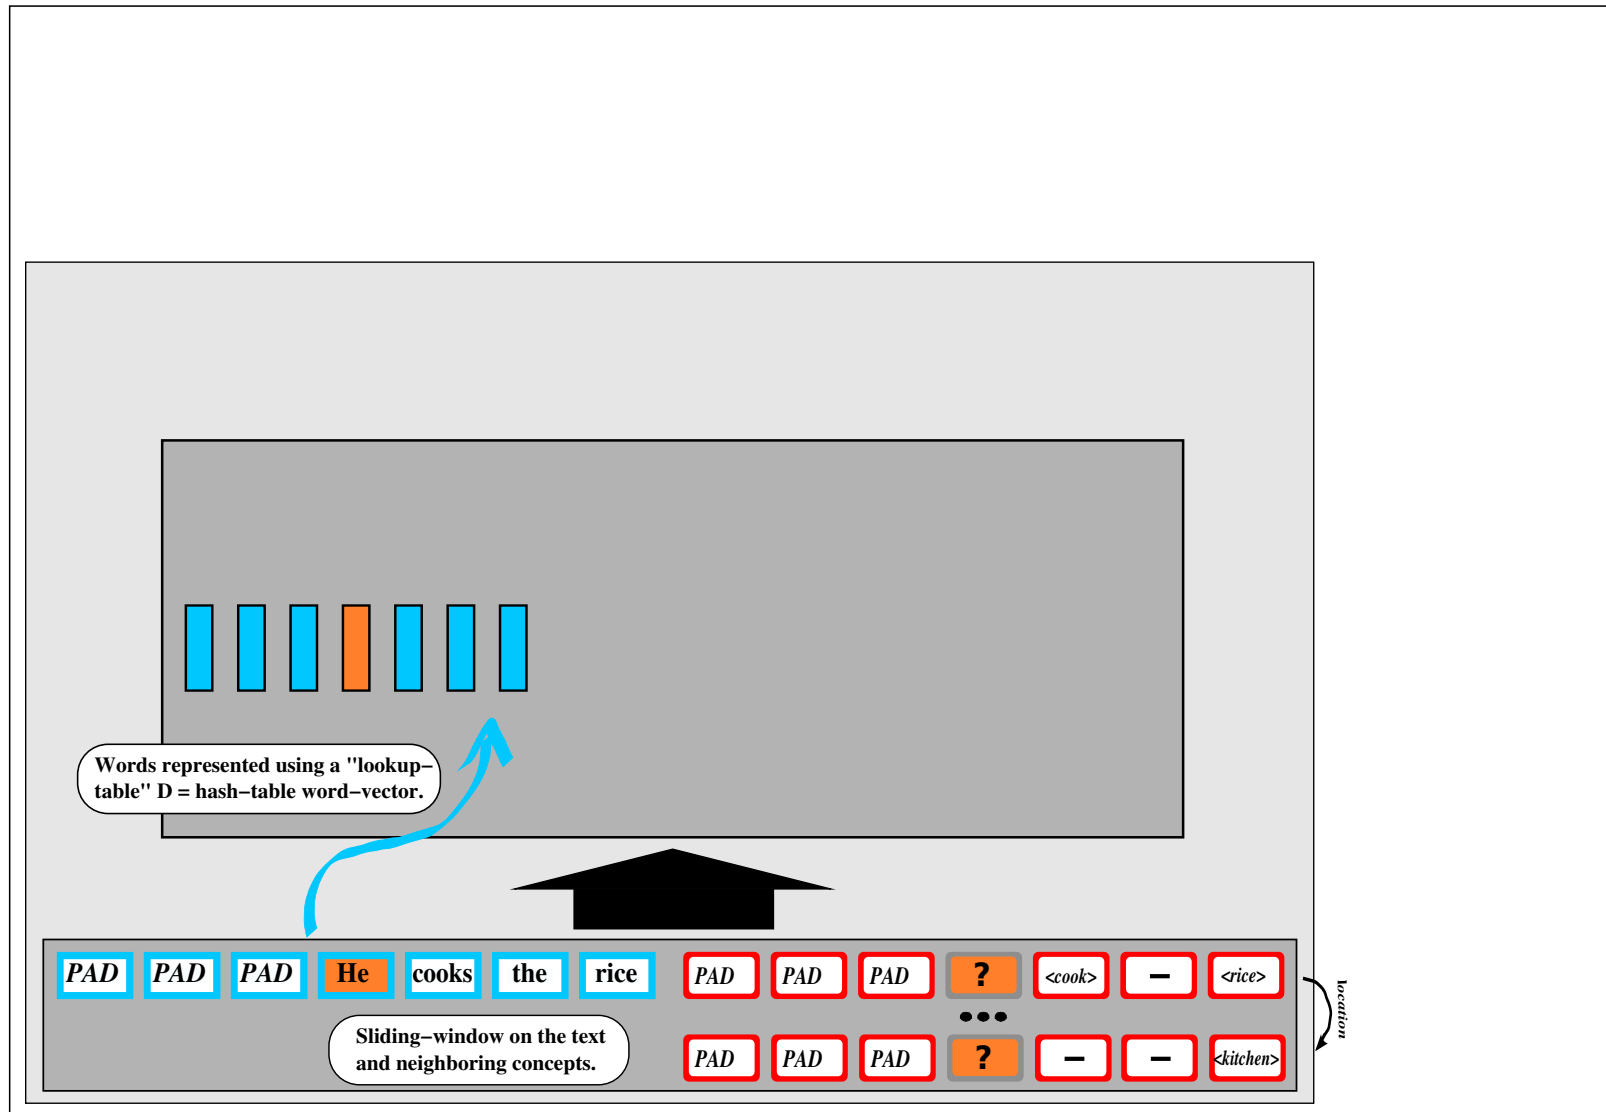 Words represented using a "lookup−
table" D = hash−table word−vector.
PAD PAD PAD He cooks the rice PAD PAD PAD ? <cook> − <rice>
location
Sliding−window on the text
and neighboring concepts.
PAD PAD PAD ? − − <kitchen>